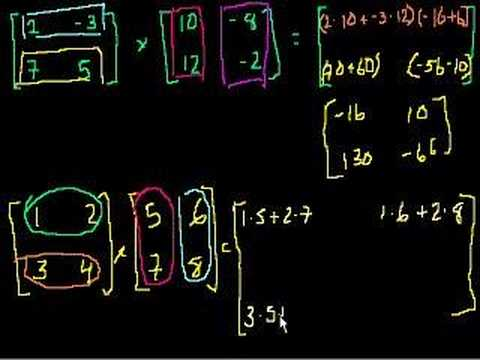 [2 -3 7 5] × [10 -8 12 -2] = [(2·10+-3·12) (-16+6) (70+60) (-56-10)]
[-16 10 130 -66]
[1 2 3 4] × [5 6 7 8] = [1·5+2·7 1·6+2·8 3·5+